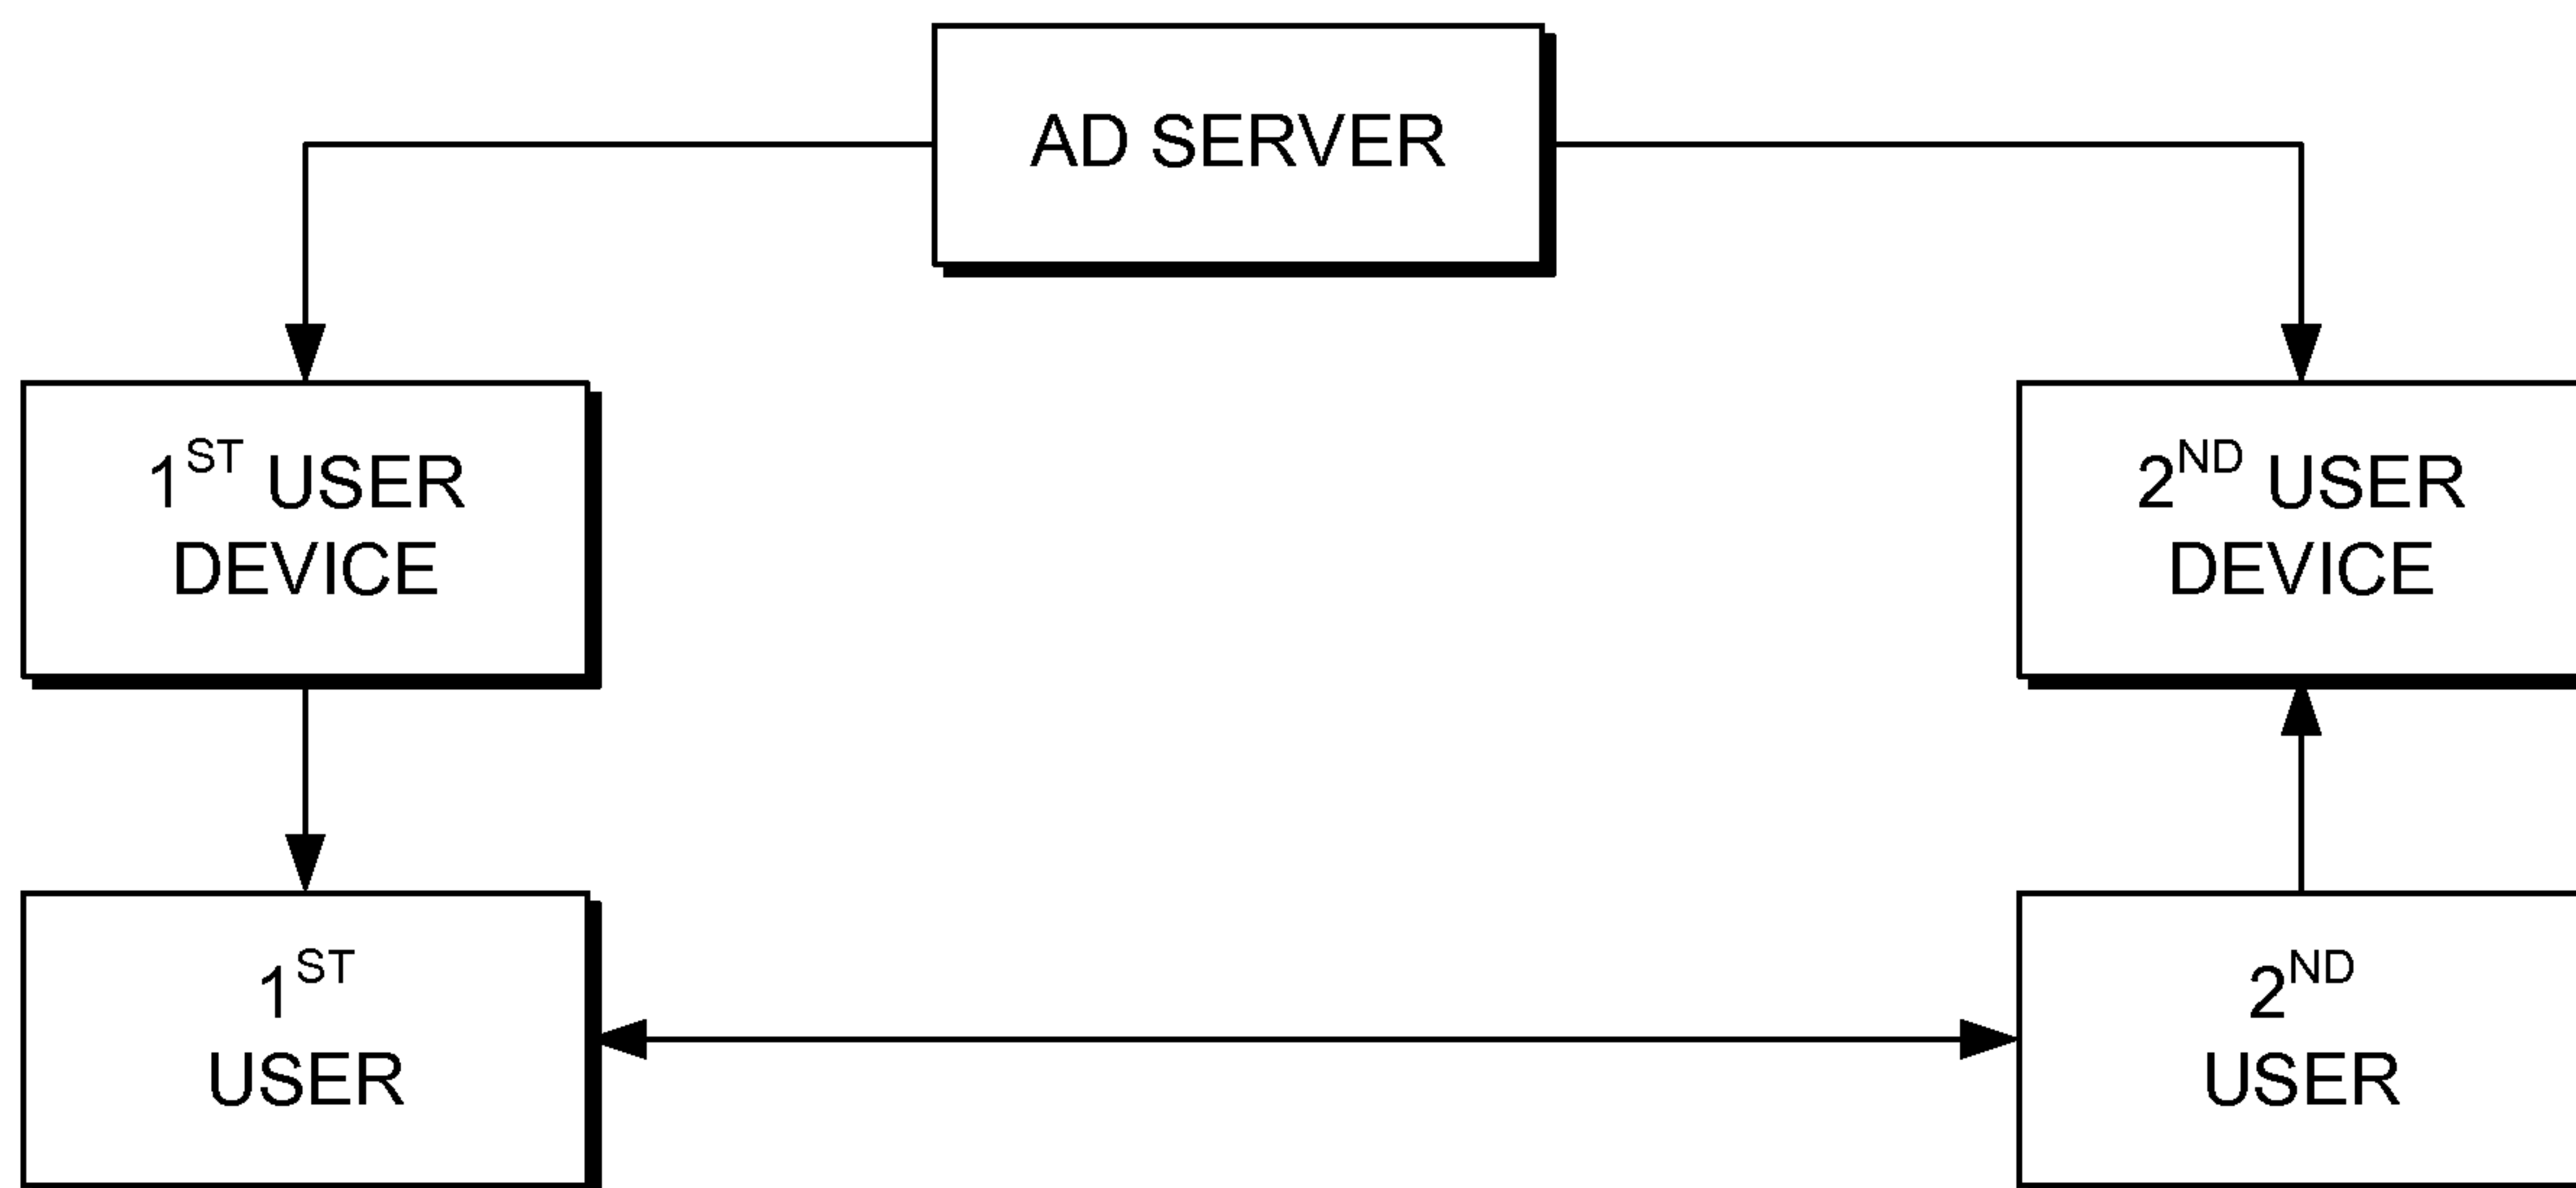 AD SERVER
1ST USER
DEVICE
2ND USER
DEVICE
1ST
USER
2ND
USER